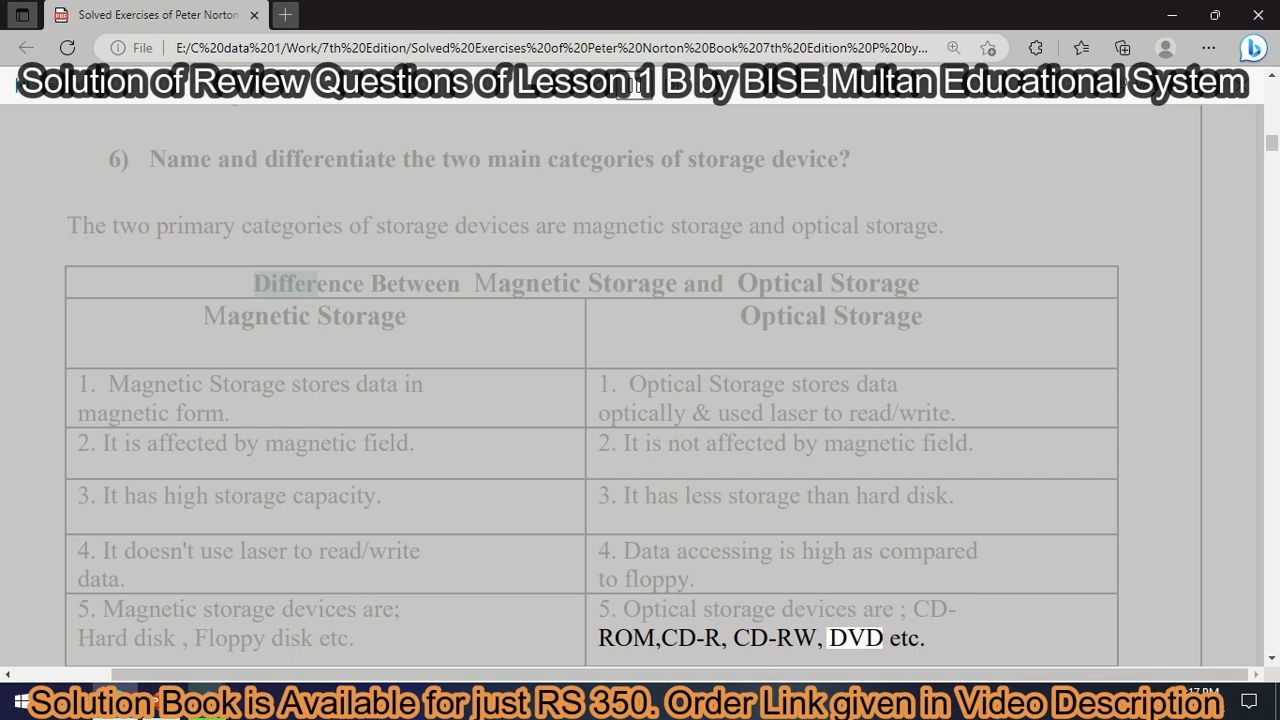 Solved Exercises of Peter Norton
File
E:/C%20data%201/Work/7th%20Edition/Solved%20Exercises%20of%20Peter%20Norton%20Book%207th%20Edition%20P%20by...
Solution of Review Questions of Lesson 1 B by BISE Multan Educational System
6) Name and differentiate the two main categories of storage device?
The two primary categories of storage devices are magnetic storage and optical storage.
Difference Between Magnetic Storage and Optical Storage
Magnetic Storage
Optical Storage
1. Magnetic Storage stores data in
magnetic form.
1. Optical Storage stores data
optically & used laser to read/write.
2. It is affected by magnetic field.
2. It is not affected by magnetic field.
3. It has high storage capacity.
3. It has less storage than hard disk.
4. It doesn't use laser to read/write
data.
4. Data accessing is high as compared
to floppy.
5. Magnetic storage devices are;
Hard disk , Floppy disk etc.
5. Optical storage devices are ; CD-
ROM,CD-R, CD-RW, DVD etc.
Solution Book is Available for just RS 350. Order Link given in Video Description